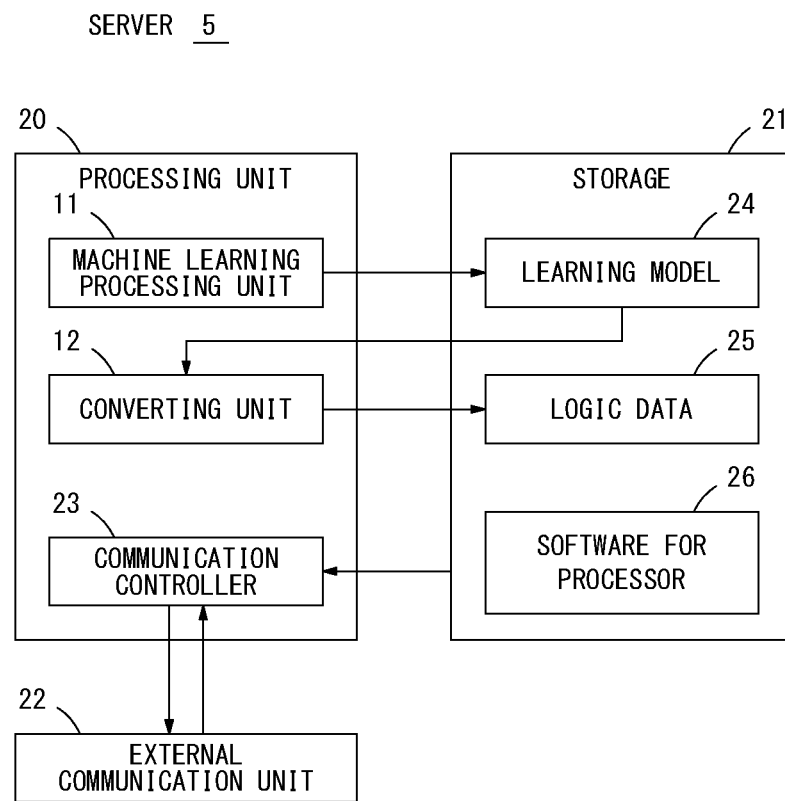 SERVER 5
20
21
PROCESSING UNIT
STORAGE
11
24
MACHINE LEARNING
PROCESSING UNIT
LEARNING MODEL
12
25
CONVERTING UNIT
LOGIC DATA
23
26
COMMUNICATION
CONTROLLER
SOFTWARE FOR
PROCESSOR
22
EXTERNAL
COMMUNICATION UNIT